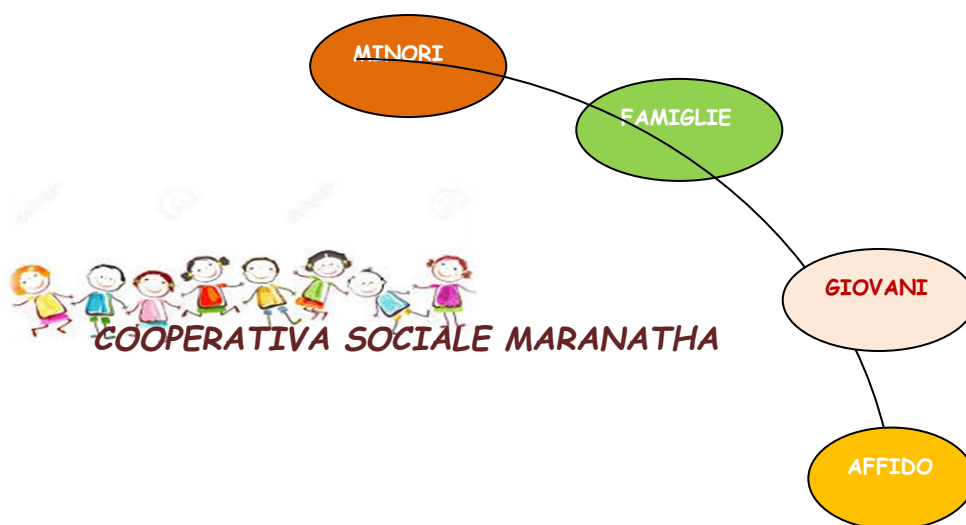 MINORI
FAMIGLIE
GIOVANI
COOPERATIVA SOCIALE MARANATHA
AFFIDO